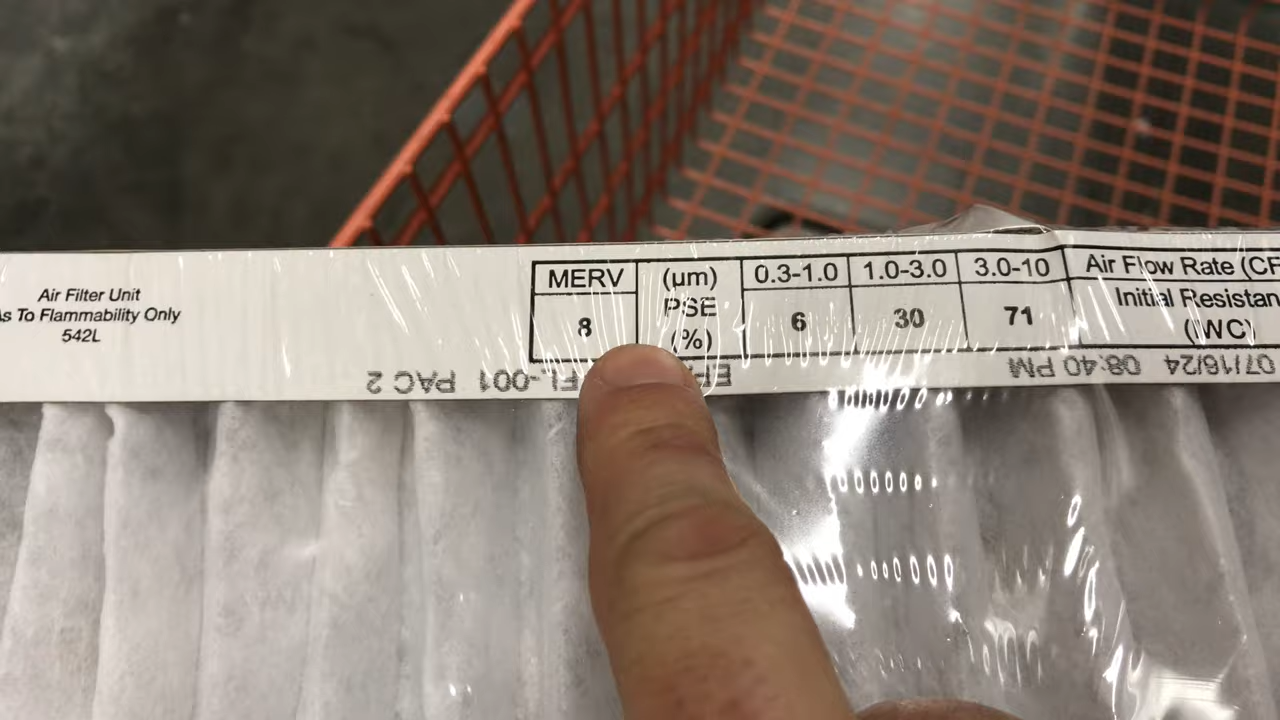 Air Filter Unit
As To Flammability Only
542L
MERV (µm) 0.3-1.0 1.0-3.0 3.0-10 Air Flow Rate (CF
8 PSE (%) 6 30 71 Initial Resistan
(IWC)
07/16/24 08:40 PM
FL-001 PAC 2